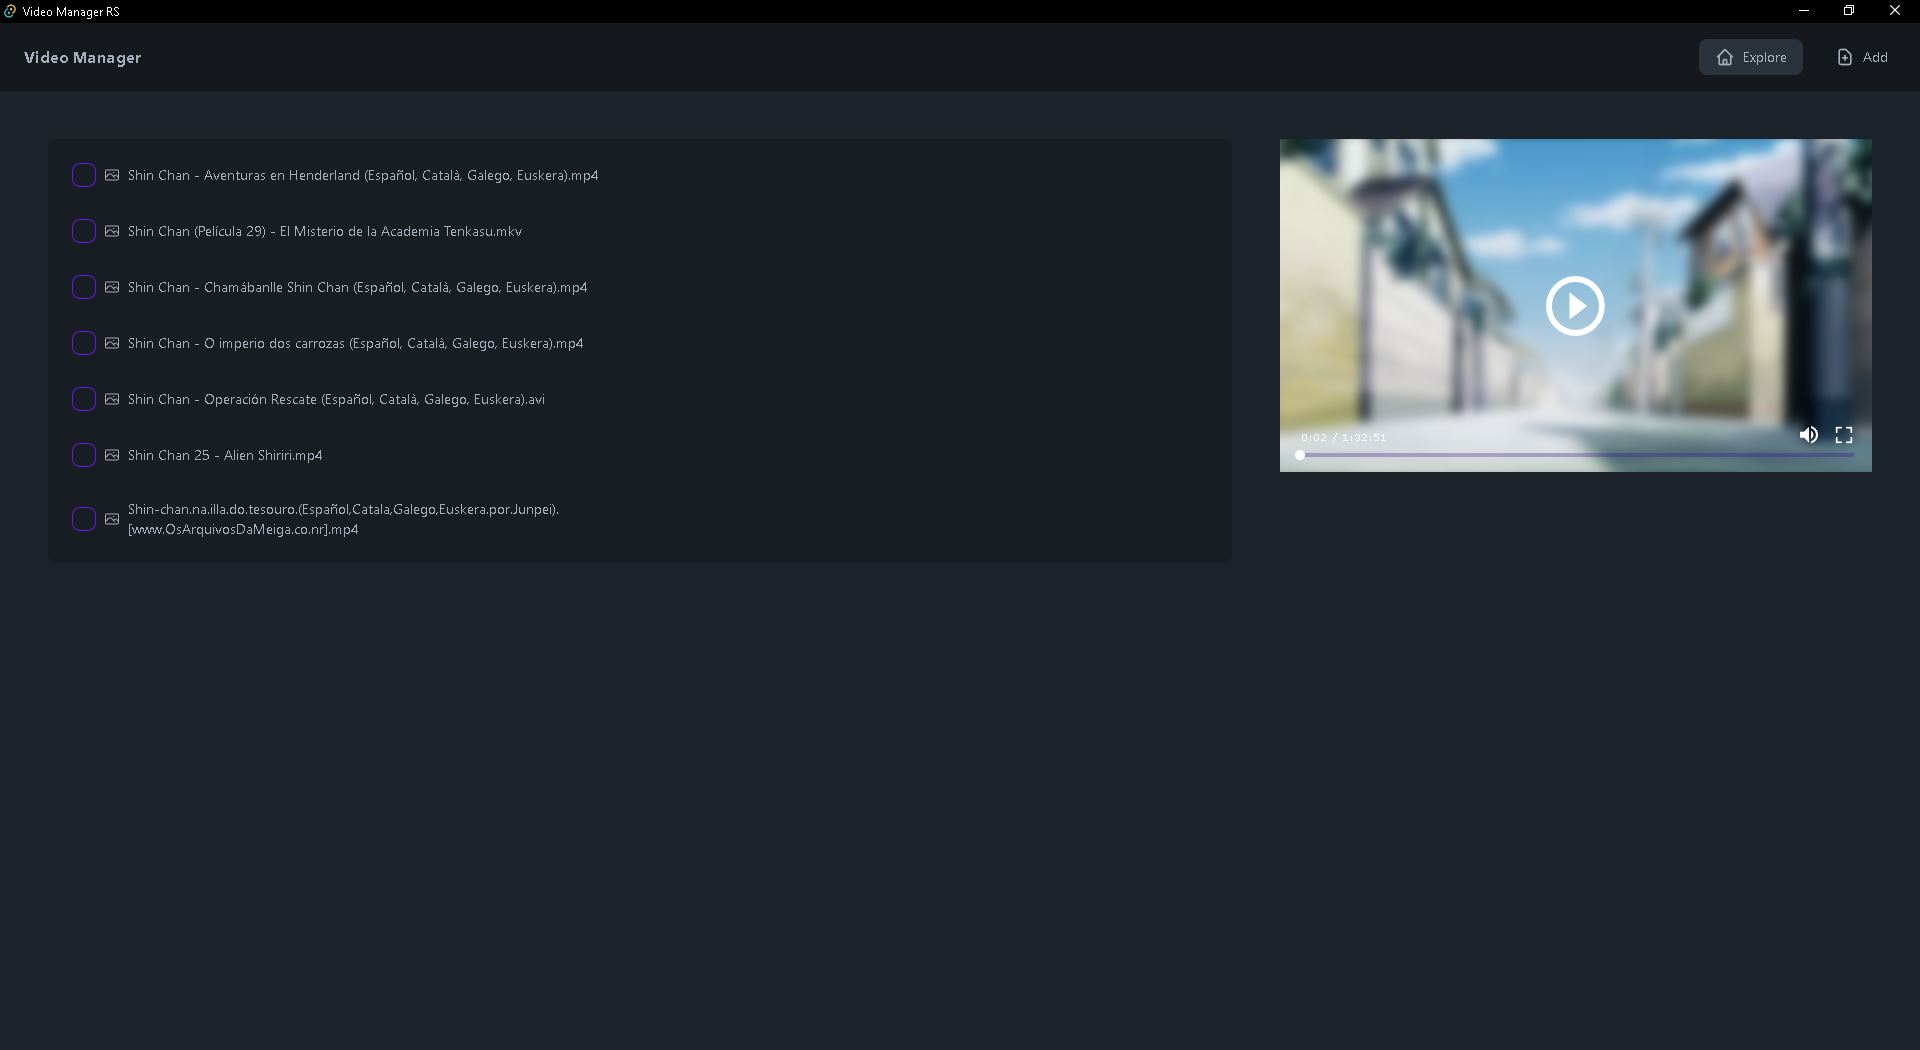 Video Manager RS
Video Manager
Explore
Add
Shin Chan - Aventuras en Henderland (Español, Català, Galego, Euskera).mp4
Shin Chan (Película 29) - El Misterio de la Academia Tenkasu.mkv
Shin Chan - Chamábanlle Shin Chan (Español, Català, Galego, Euskera).mp4
Shin Chan - O imperio dos carrozas (Español, Català, Galego, Euskera).mp4
Shin Chan - Operación Rescate (Español, Català, Galego, Euskera).avi
Shin Chan 25 - Alien Shiriri.mp4
Shin-chan.na.illa.do.tesouro.(Español,Catala,Galego,Euskera.por.Junpei).
[www.OsArquivosDaMeiga.co.nr].mp4
0:02 / 1:32:51